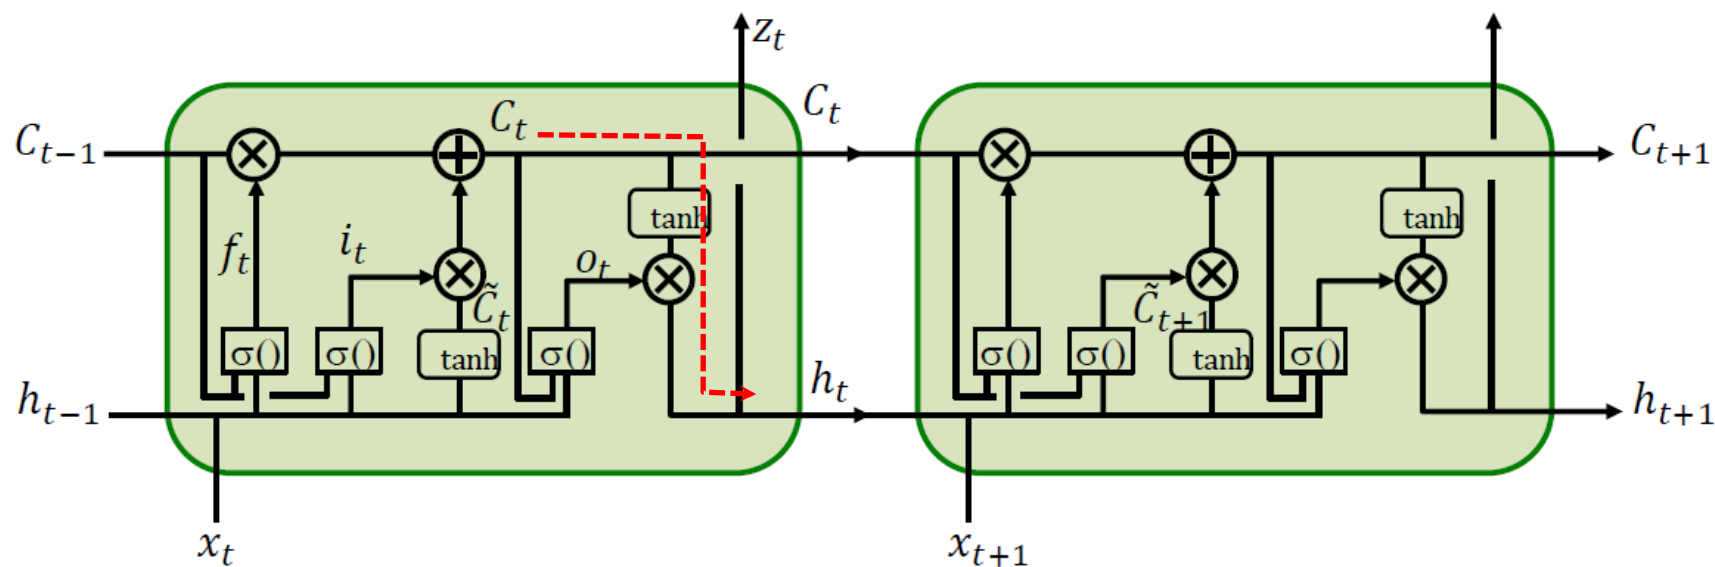 z_t
C_{t−1}
C_t
C_t
C_{t+1}
f_t
i_t
o_t
tanh
tanh
C̃_t
C̃_{t+1}
σ()
σ()
tanh
σ()
σ()
σ()
tanh
σ()
h_{t−1}
h_t
h_{t+1}
x_t
x_{t+1}